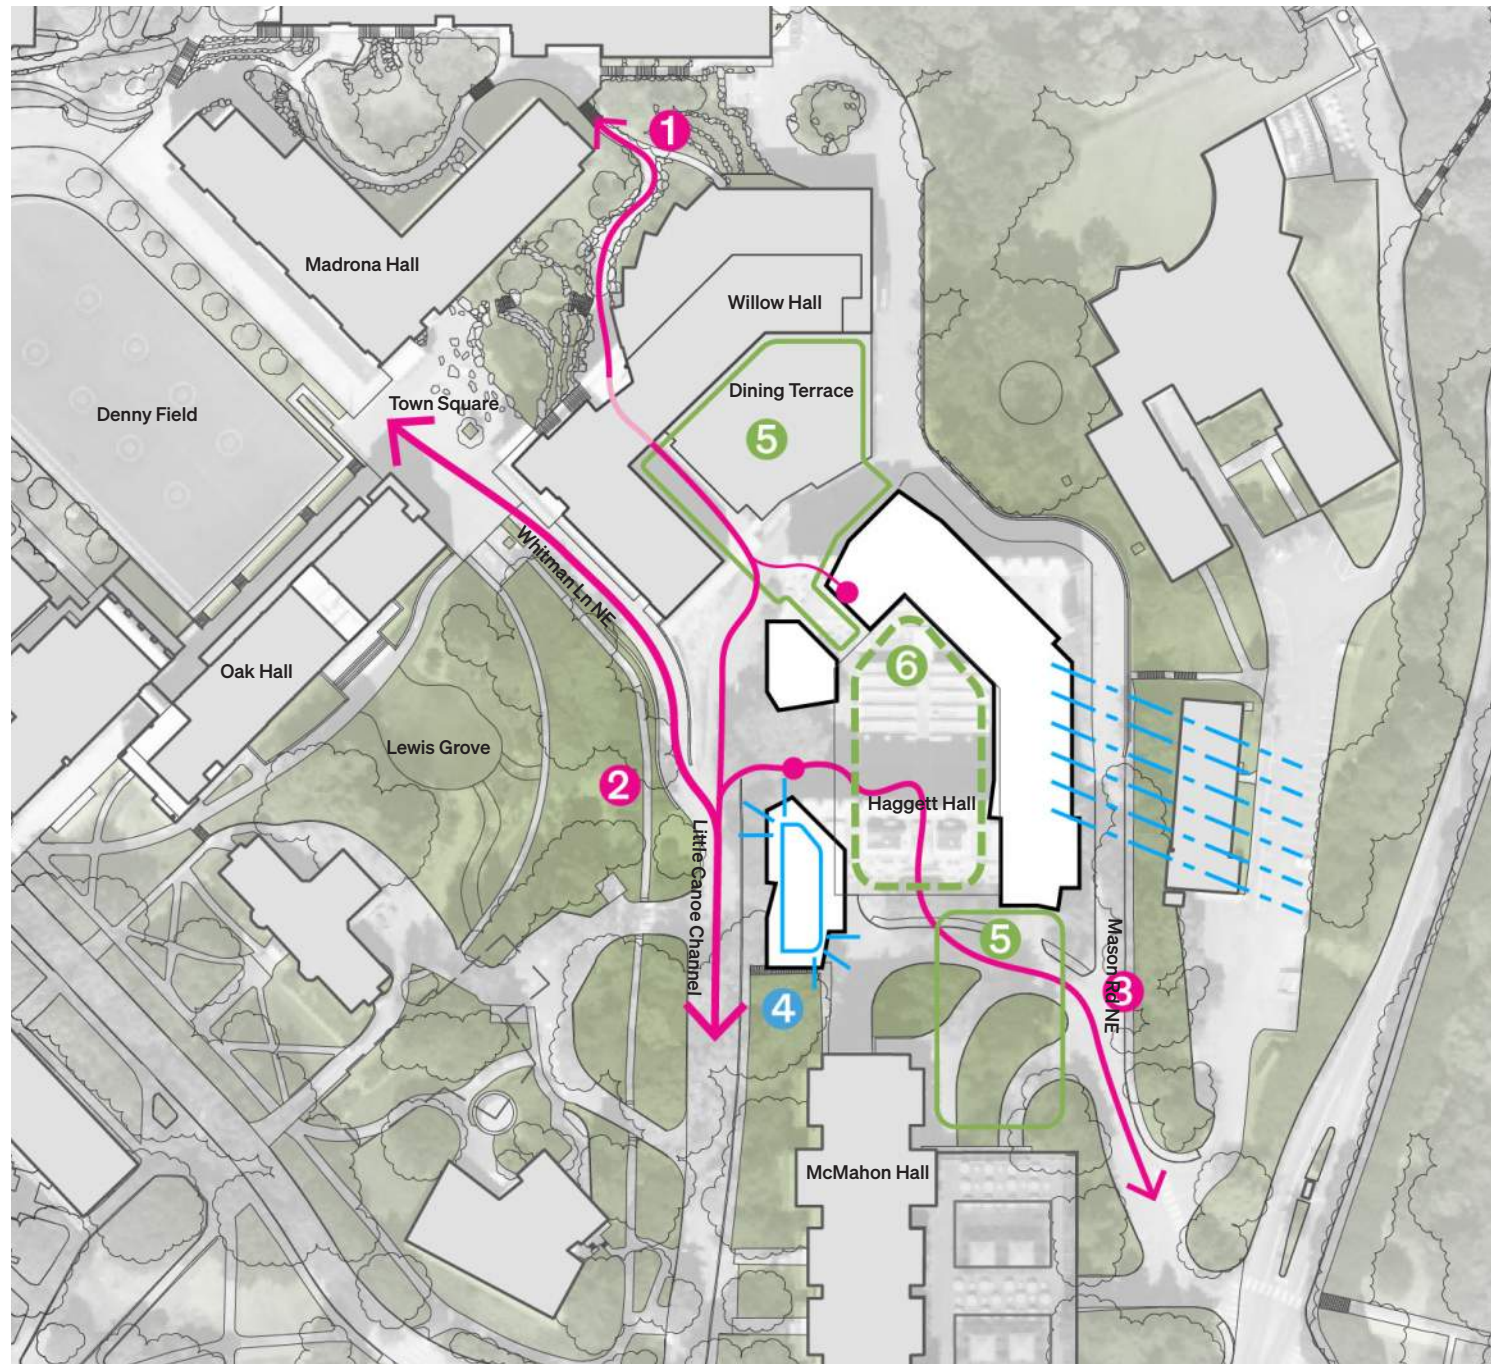 1
Madrona Hall
Willow Hall
Dining Terrace
Town Square
Denny Field
5
Whitman Ln NE
Oak Hall
6
Lewis Grove
2
Haggett Hall
Little Canoe Channel
5
Mason Rd NE
3
4
McMahon Hall